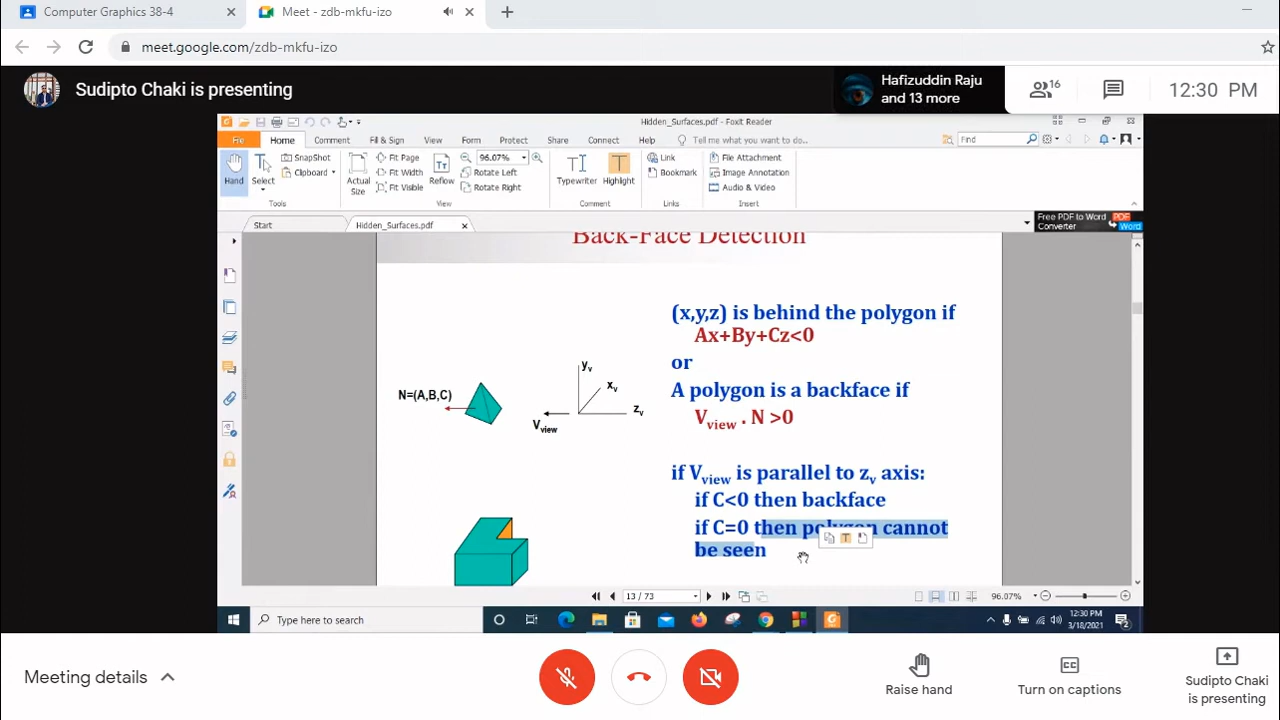 Computer Graphics 38-4
Meet - zdb-mkfu-izo
meet.google.com/zdb-mkfu-izo
Sudipto Chaki is presenting
Hafizuddin Raju
and 13 more
16
12:30 PM
Hidden_Surfaces.pdf - Foxit Reader
File Home Comment Fill & Sign View Form Protect Share Connect Help Tell me what you want to do... Find
Hand
Select
SnapShot
Clipboard
Tools
Actual
Size
Fit Page
Fit Width
Fit Visible
Reflow
96.07%
Rotate Left
Rotate Right
View
Typewriter
Highlight
Comment
Link
Bookmark
Links
File Attachment
Image Annotation
Audio & Video
Insert
Start
Hidden_Surfaces.pdf
Free PDF to Word
Converter
PDF
Word
Back-Face Detection
(x,y,z) is behind the polygon if
Ax+By+Cz<0
or
A polygon is a backface if
Vview . N >0
if Vview is parallel to zv axis:
if C<0 then backface
if C=0 then polygon cannot
be seen
N=(A,B,C)
yv
xv
zv
Vview
13 / 73
96.07%
Type here to search
12:30 PM
3/18/2021
2
Meeting details
Raise hand
Turn on captions
Sudipto Chaki
is presenting